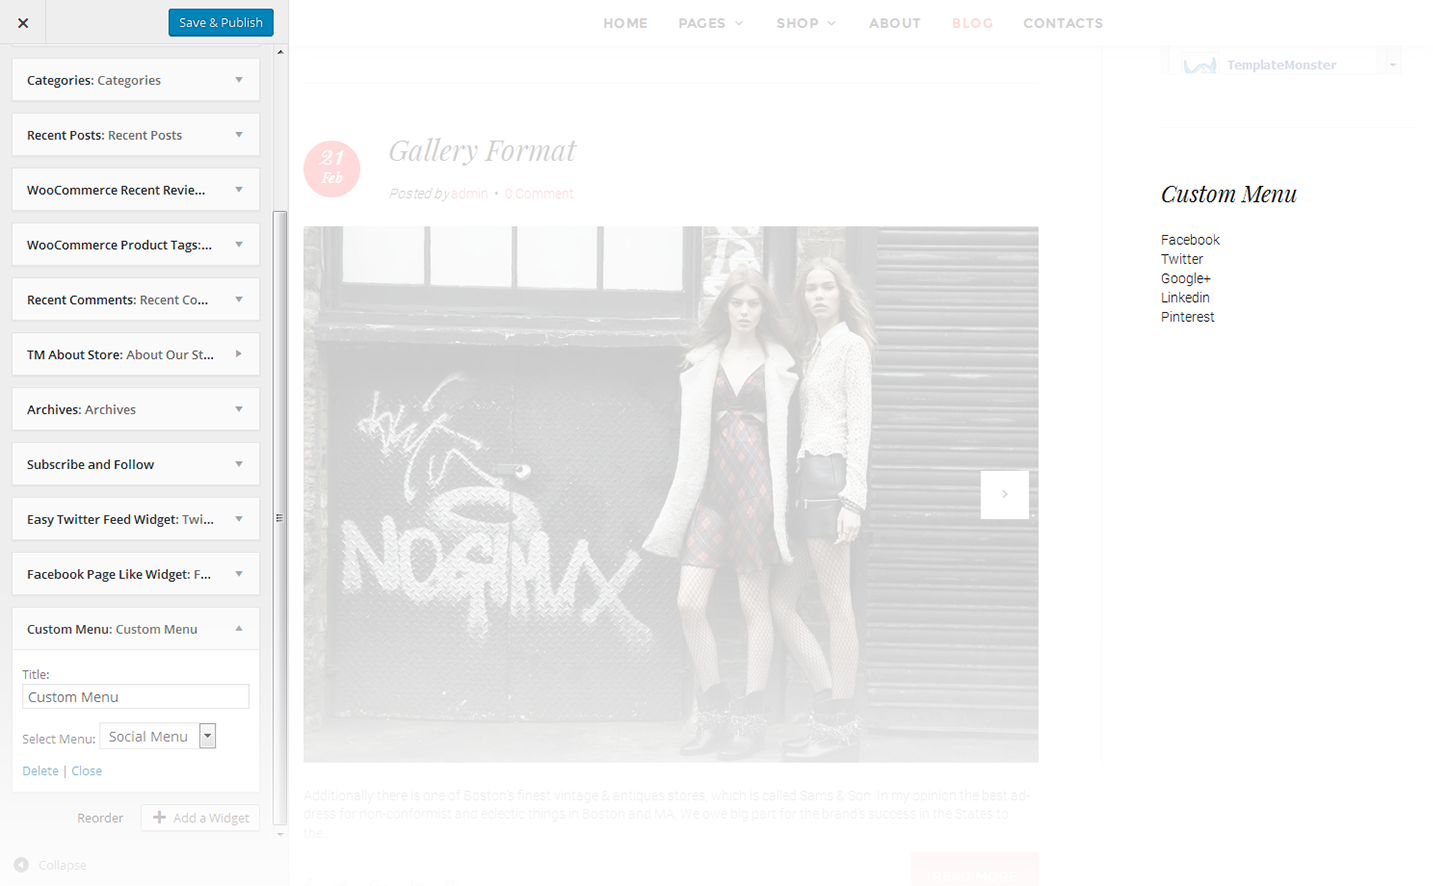 Save & Publish
Categories: Categories
Recent Posts: Recent Posts
WooCommerce Recent Revie...
WooCommerce Product Tags:...
Recent Comments: Recent Co...
TM About Store: About Our St...
Archives: Archives
Subscribe and Follow
Easy Twitter Feed Widget: Twi...
Facebook Page Like Widget: F...
Custom Menu: Custom Menu
Title:
Custom Menu
Select Menu: Social Menu
Delete | Close
Reorder Add a Widget
Collapse
HOME PAGES SHOP ABOUT BLOG CONTACTS
21
Feb
Gallery Format
Posted by admin • 0 Comment
Additionally there is one of Boston's finest vintage & antiques stores, which is called Sams & Son. In my opinion the best ad-
dress for non-conformist and eclectic things in Boston and MA. We owe big part for the brand's success in the States to
the...
READ MORE
TemplateMonster
Custom Menu
Facebook
Twitter
Google+
Linkedin
Pinterest